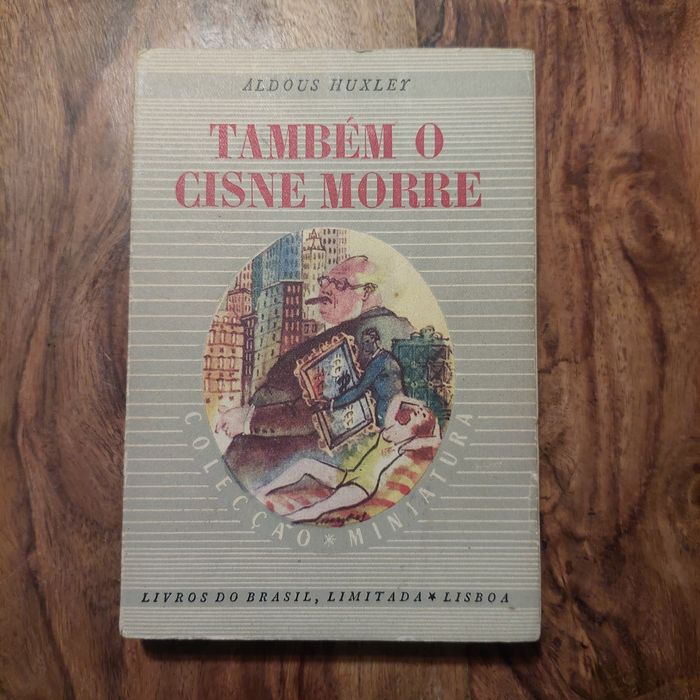 ALDOUS HUXLEY
TAMBÉM O
CISNE MORRE
COLECÇÃO * MINIATURA
LIVROS DO BRASIL, LIMITADA * LISBOA